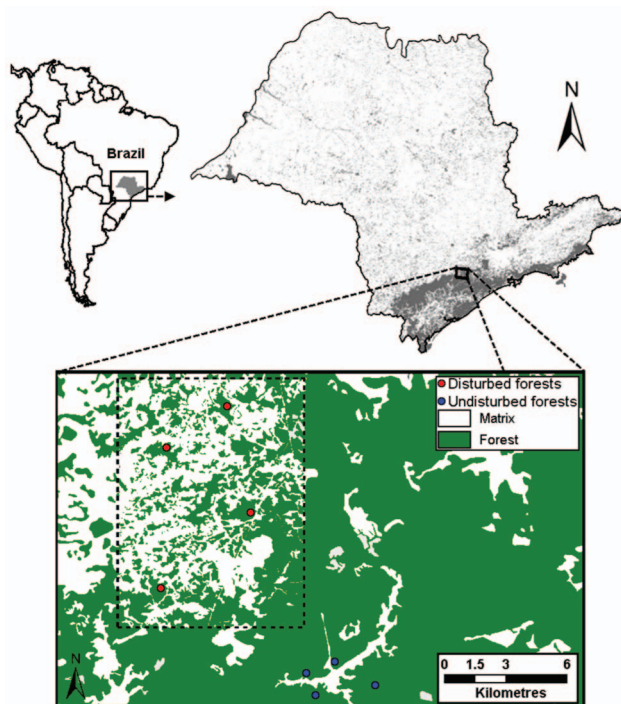 Brazil
N
Disturbed forests
Undisturbed forests
Matrix
Forest
N
0 1.5 3 6
Kilometres